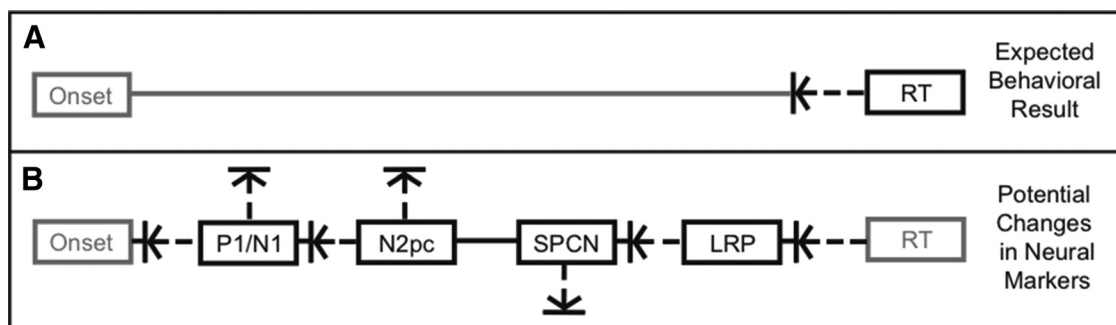 A
Onset
RT
Expected
Behavioral
Result
B
Onset
P1/N1
N2pc
SPCN
LRP
RT
Potential
Changes
in Neural
Markers